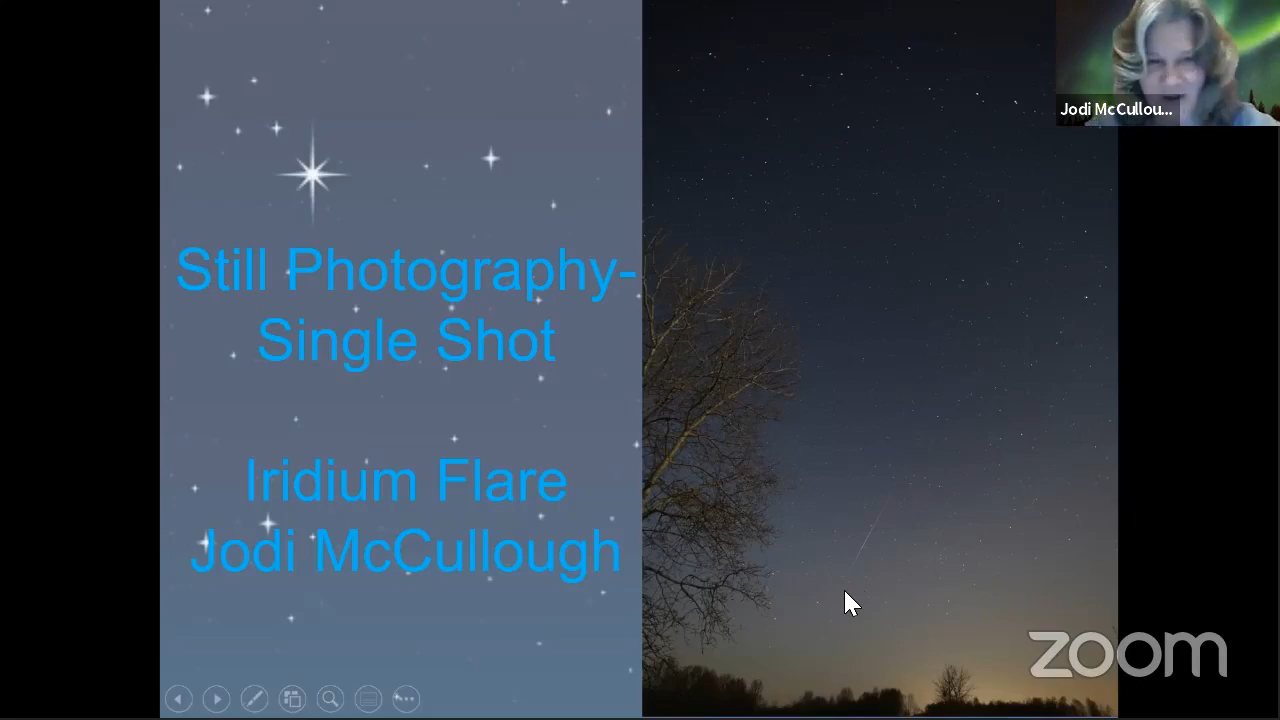 Still Photography-
Single Shot
Iridium Flare
Jodi McCullough
Jodi McCullou...
zoom